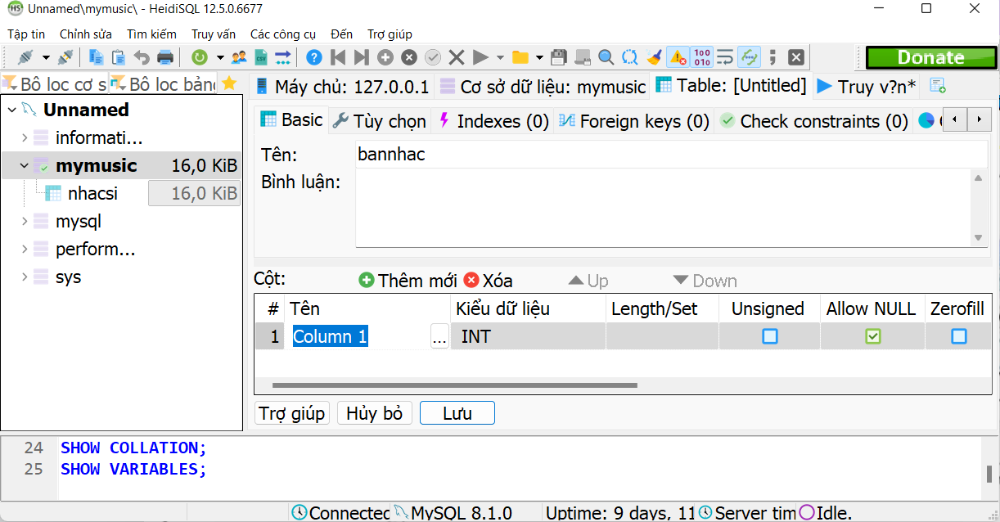 Unnamed\mymusic\ - HeidiSQL 12.5.0.6677
Tập tin Chỉnh sửa Tìm kiếm Truy vấn Các công cụ Đến Trợ giúp
Donate
Bộ lọc cơ s Bộ lọc bản
Máy chủ: 127.0.0.1 Cơ sở dữ liệu: mymusic Table: [Untitled] Truy v?n*
Unnamed
informati...
mymusic 16,0 KiB
nhacsi 16,0 KiB
mysql
perform...
sys
Basic Tùy chọn Indexes (0) Foreign keys (0) Check constraints (0)
Tên: bannhac
Bình luận:
Cột: Thêm mới Xóa Up Down
# Tên Kiểu dữ liệu Length/Set Unsigned Allow NULL Zerofill
1 Column 1 ... INT
Trợ giúp Hủy bỏ Lưu
24 SHOW COLLATION;
25 SHOW VARIABLES;
Connected MySQL 8.1.0 Uptime: 9 days, 11 Server tim Idle.